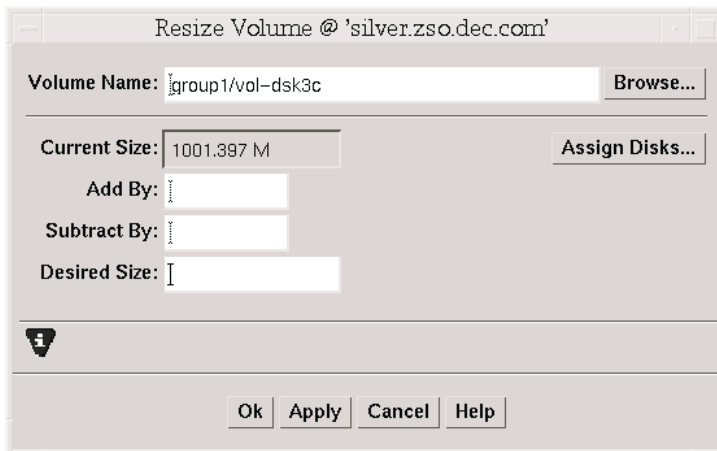 Resize Volume @ 'silver.zso.dec.com'
Volume Name: group1/vol-dsk3c Browse...
Current Size: 1001.397 M Assign Disks...
Add By:
Subtract By:
Desired Size:
Ok Apply Cancel Help